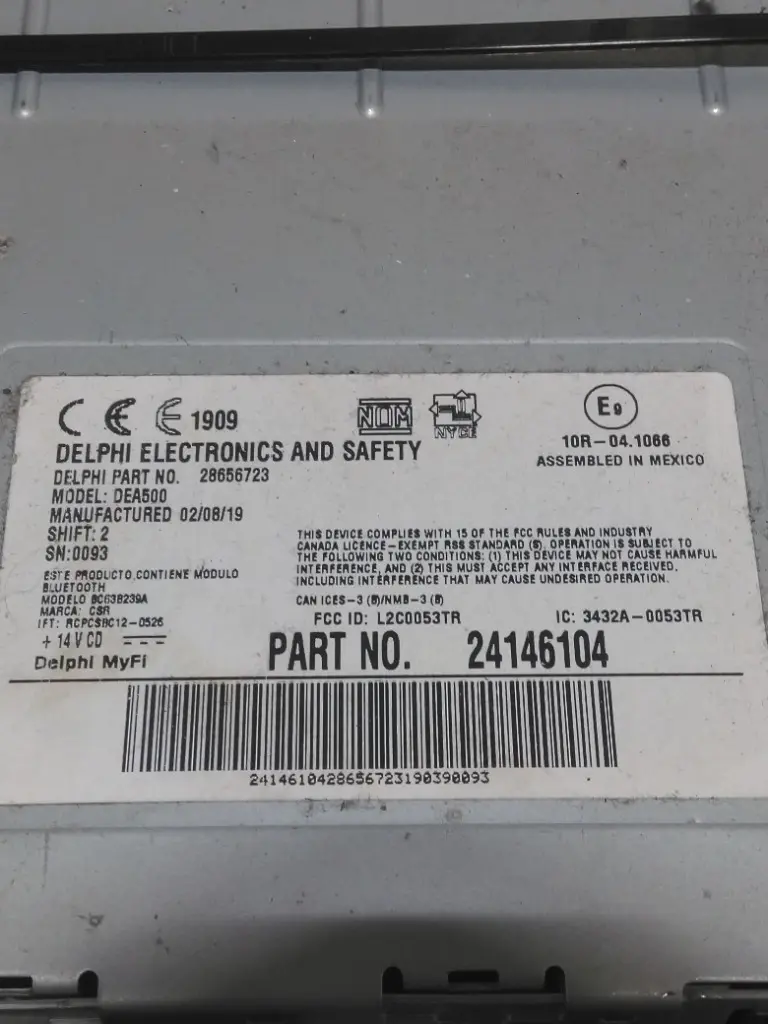 CE CE 1909
NOM
NYCE
E9
10R-04.1066
ASSEMBLED IN MEXICO
DELPHI ELECTRONICS AND SAFETY
DELPHI PART NO. 28656723
MODEL: DEA500
MANUFACTURED 02/08/19
SHIFT: 2
SN:0093
ESTE PRODUCTO CONTIENE MODULO
BLUETOOTH
MODELO BC63B239A
MARCA: CSR
IFT: RCPCSBC12-0526
+ 14V CD
Delphi MyFi
THIS DEVICE COMPLIES WITH 15 OF THE FCC RULES AND INDUSTRY
CANADA LICENCE-EXEMPT RSS STANDARD (S). OPERATION IS SUBJECT TO
THE FOLLOWING TWO CONDITIONS: (1) THIS DEVICE MAY NOT CAUSE HARMFUL
INTERFERENCE, AND (2) THIS MUST ACCEPT ANY INTERFACE RECEIVED,
INCLUDING INTERFERENCE THAT MAY CAUSE UNDESIRED OPERATION.
CAN ICES-3 (B)/NMB-3 (B)
FCC ID: L2C0053TR IC: 3432A-0053TR
PART NO. 24146104
241461042865672319039​0093